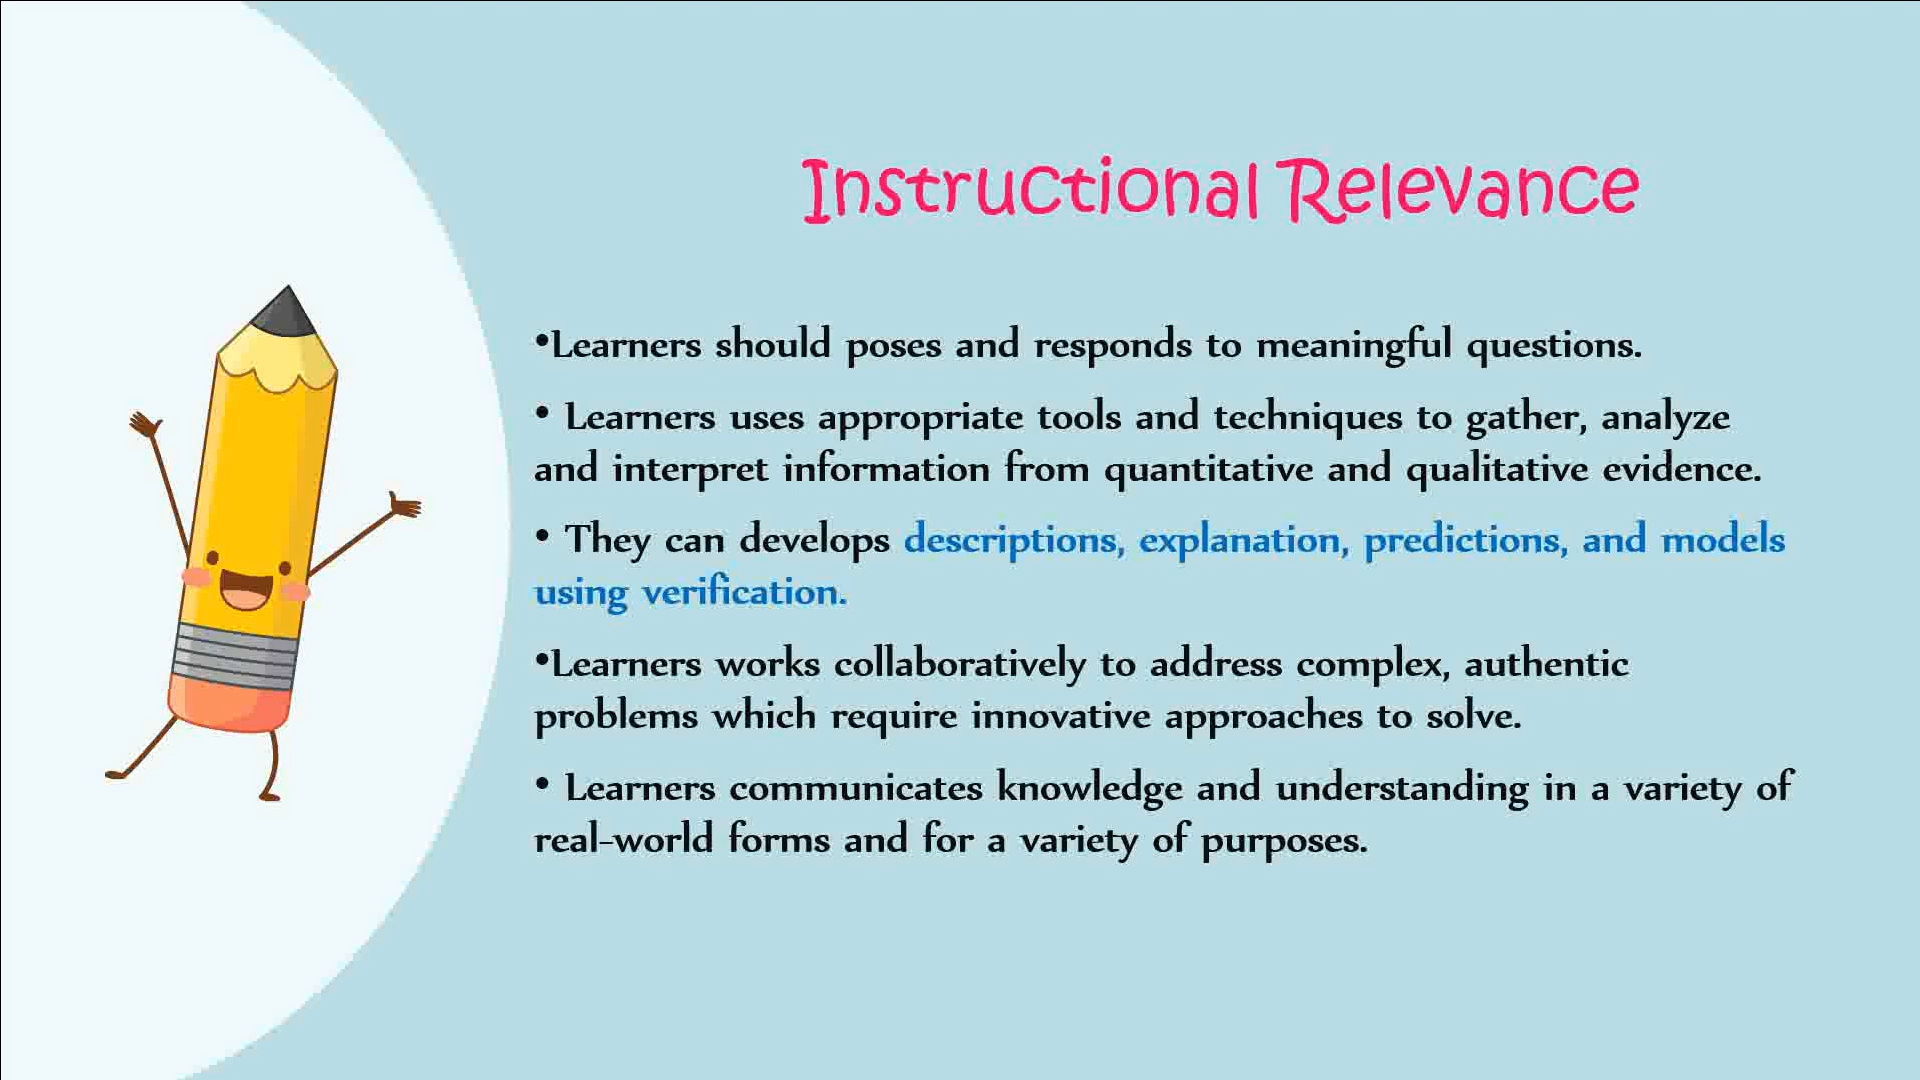 Instructional Relevance
•Learners should poses and responds to meaningful questions.
• Learners uses appropriate tools and techniques to gather, analyze
and interpret information from quantitative and qualitative evidence.
• They can develops descriptions, explanation, predictions, and models
using verification.
•Learners works collaboratively to address complex, authentic
problems which require innovative approaches to solve.
• Learners communicates knowledge and understanding in a variety of
real-world forms and for a variety of purposes.